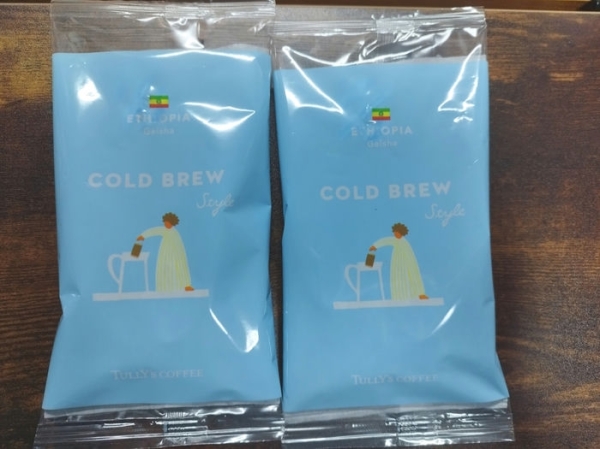 ETHIOPIA
Geisha
COLD BREW
Style
TULLY'S COFFEE
ETHIOPIA
Geisha
COLD BREW
Style
TULLY'S COFFEE